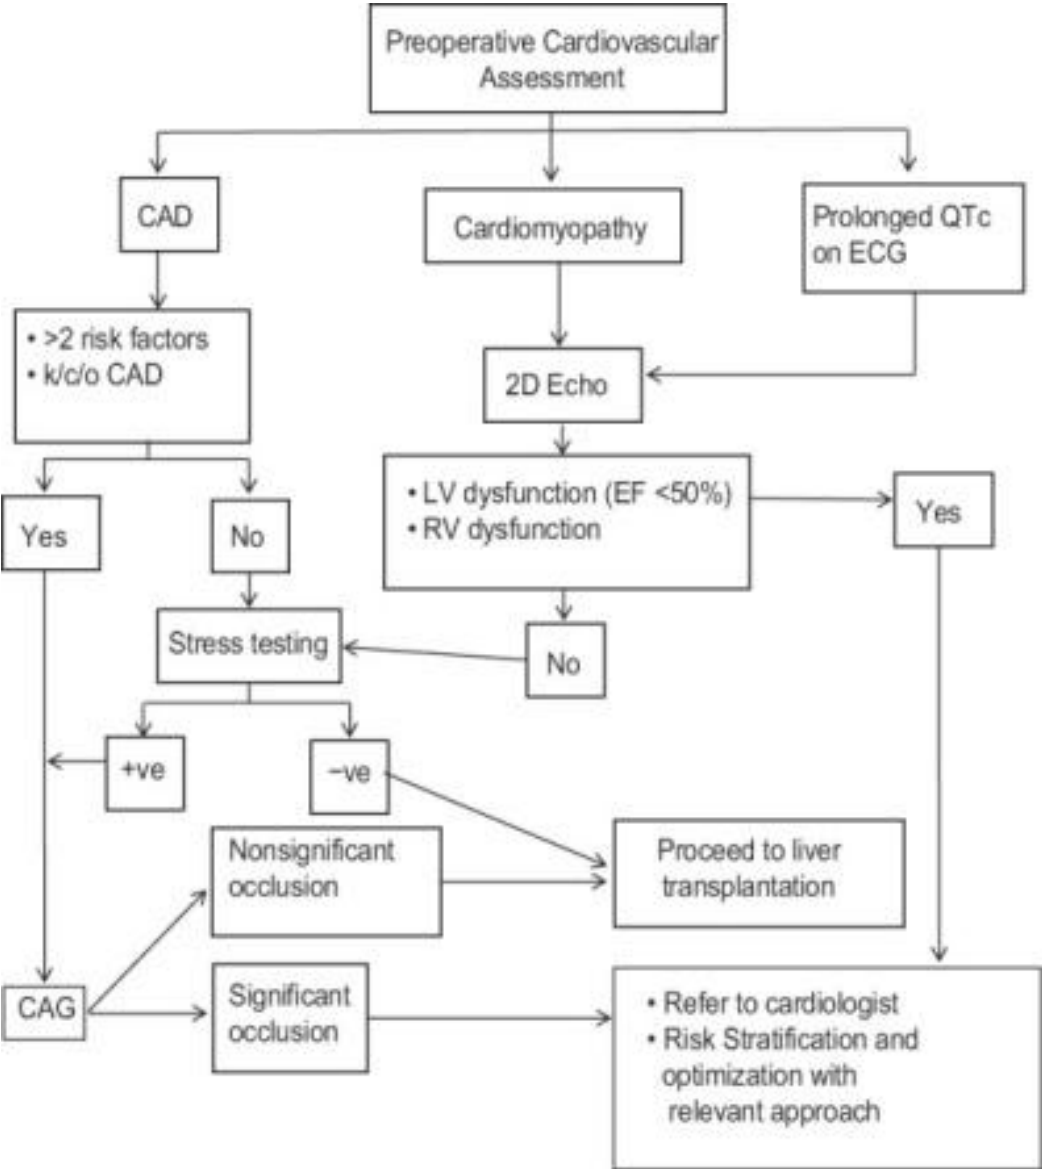 Preoperative Cardiovascular
Assessment
CAD
Cardiomyopathy
Prolonged QTc
on ECG
• >2 risk factors
• k/c/o CAD
2D Echo
• LV dysfunction (EF <50%)
• RV dysfunction
Yes
Yes
No
Stress testing
No
+ve
−ve
Nonsignificant
occlusion
Proceed to liver
transplantation
CAG
Significant
occlusion
• Refer to cardiologist
• Risk Stratification and
optimization with
relevant approach